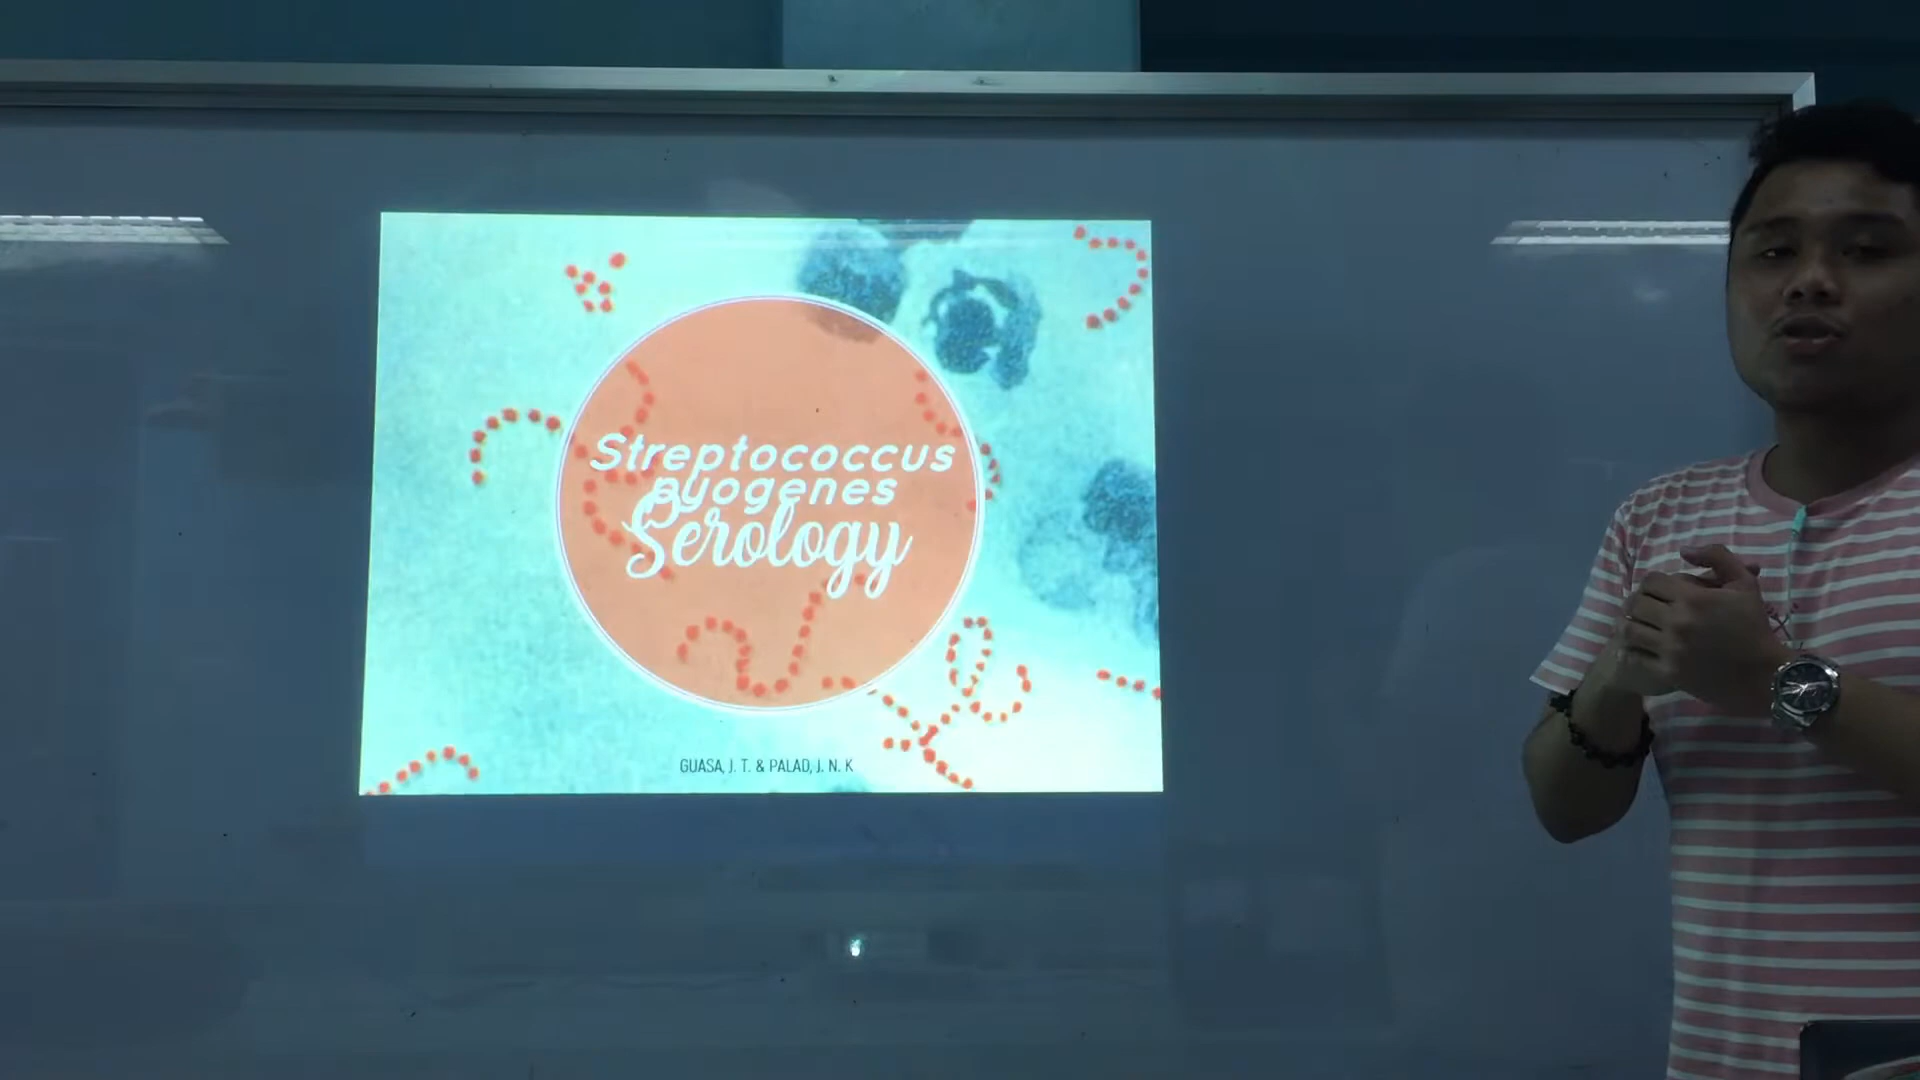 Streptococcus
pyogenes
Serology
GUASA, J. T. & PALAD, J. N. K